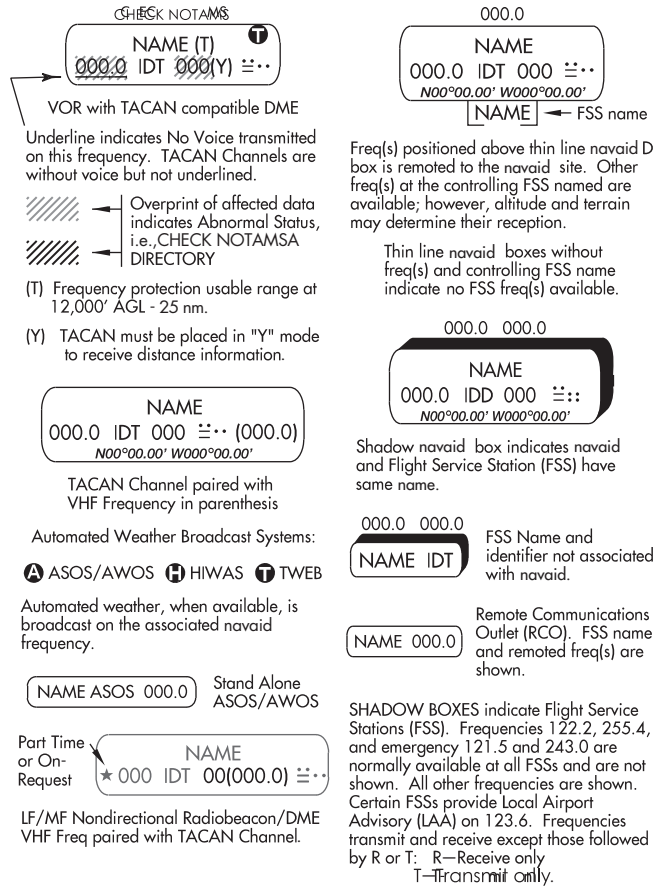 CHECK NOTAMS
T
NAME (T)
000.0 IDT 000(Y)
VOR with TACAN compatible DME
Underline indicates No Voice transmitted
on this frequency. TACAN Channels are
without voice but not underlined.
Overprint of affected data
indicates Abnormal Status,
i.e.,CHECK NOTAMSA
DIRECTORY
(T) Frequency protection usable range at
12,000' AGL - 25 nm.
(Y) TACAN must be placed in "Y" mode
to receive distance information.
NAME
000.0 IDT 000 (000.0)
N00°00.00' W000°00.00'
TACAN Channel paired with
VHF Frequency in parenthesis
Automated Weather Broadcast Systems:
A ASOS/AWOS H HIWAS T TWEB
Automated weather, when available, is
broadcast on the associated navaid
frequency.
NAME ASOS 000.0
Stand Alone
ASOS/AWOS
Part Time
or On-
Request
NAME
★ 000 IDT 00(000.0)
LF/MF Nondirectional Radiobeacon/DME
VHF Freq paired with TACAN Channel.
000.0
NAME
000.0 IDT 000
N00°00.00' W000°00.00'
NAME
FSS name
Freq(s) positioned above thin line navaid D
box is remoted to the navaid site. Other
freq(s) at the controlling FSS named are
available; however, altitude and terrain
may determine their reception.
Thin line navaid boxes without
freq(s) and controlling FSS name
indicate no FSS freq(s) available.
000.0 000.0
NAME
000.0 IDD 000
N00°00.00' W000°00.00'
Shadow navaid box indicates navaid
and Flight Service Station (FSS) have
same name.
000.0 000.0
NAME IDT
FSS Name and
identifier not associated
with navaid.
NAME 000.0
Remote Communications
Outlet (RCO). FSS name
and remoted freq(s) are
shown.
SHADOW BOXES indicate Flight Service
Stations (FSS). Frequencies 122.2, 255.4,
and emergency 121.5 and 243.0 are
normally available at all FSSs and are not
shown. All other frequencies are shown.
Certain FSSs provide Local Airport
Advisory (LAA) on 123.6. Frequencies
transmit and receive except those followed
by R or T: R—Receive only
T—Transmit only.